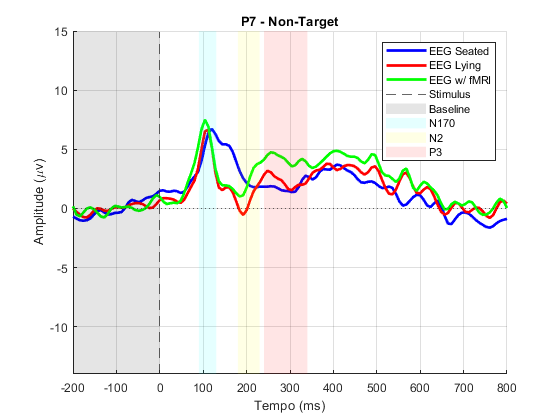 P7 - Non-Target
EEG Seated
EEG Lying
EEG w/ fMRI
Stimulus
Baseline
N170
N2
P3
15
10
5
0
-5
-10
Amplitude (μv)
-200 -100 0 100 200 300 400 500 600 700 800
Tempo (ms)